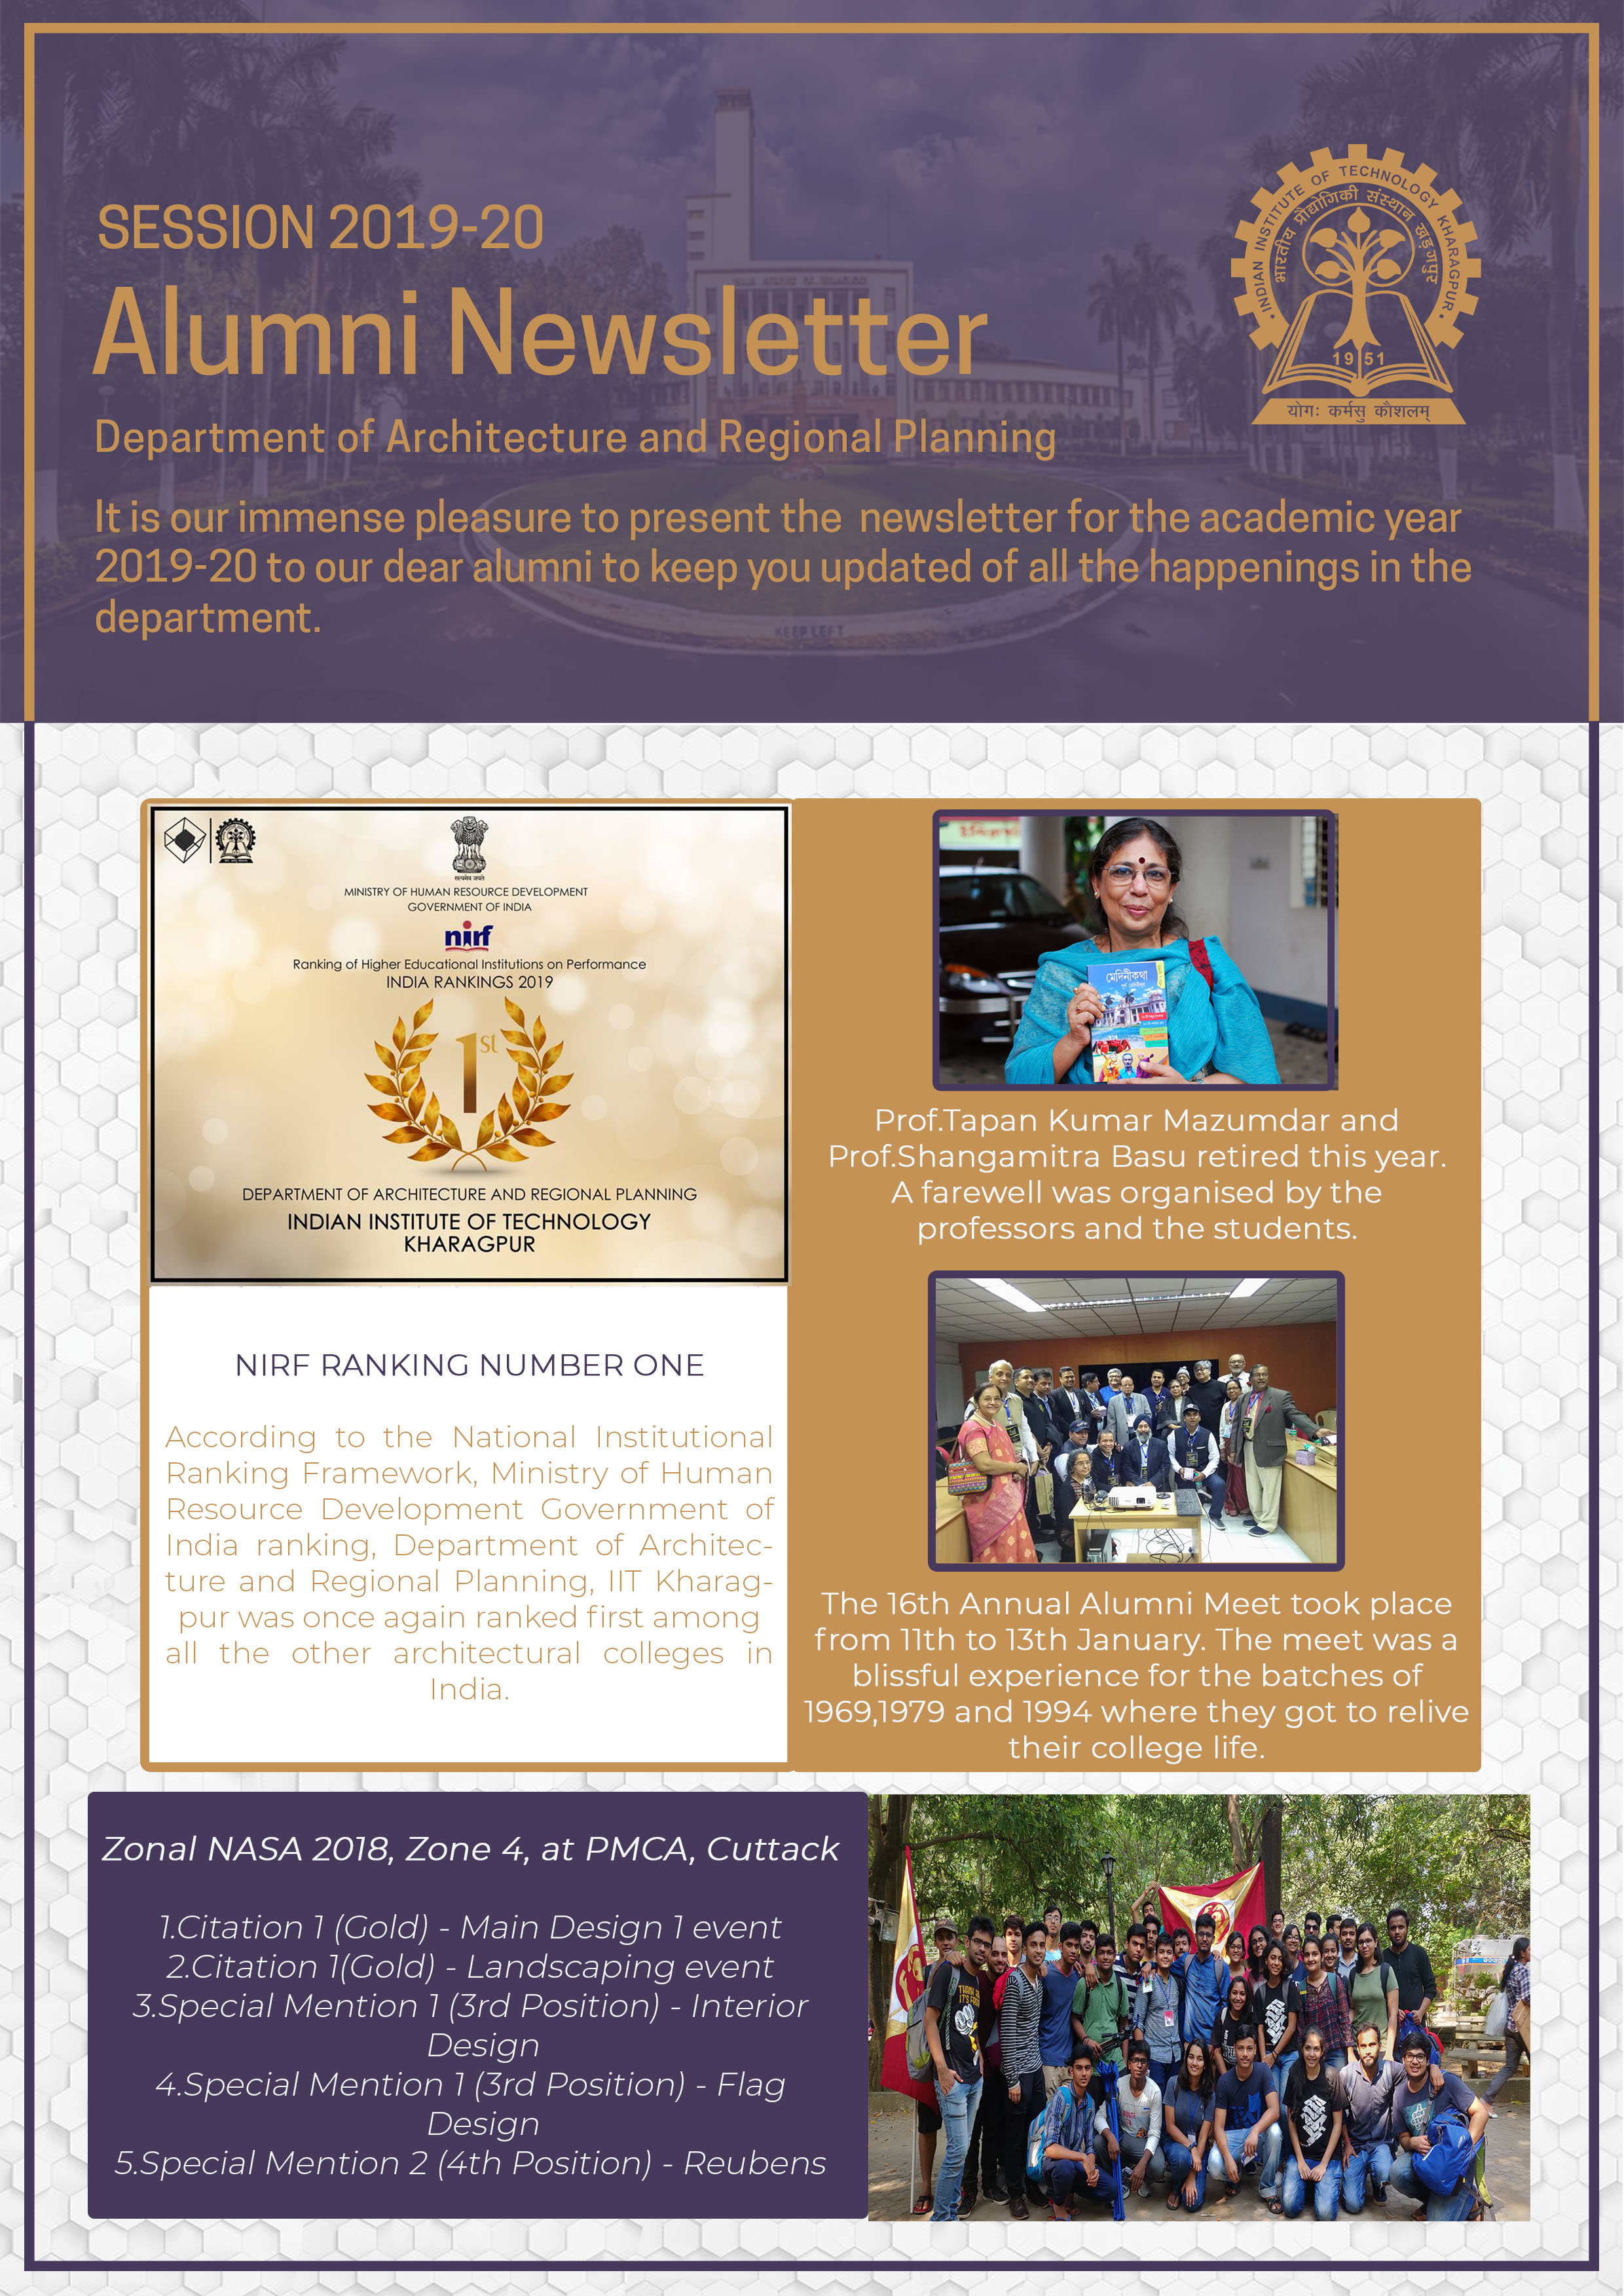 SESSION 2019-20
Alumni Newsletter
Department of Architecture and Regional Planning
It is our immense pleasure to present the newsletter for the academic year
2019-20 to our dear alumni to keep you updated of all the happenings in the
department.
KEEP LEFT
INDIAN INSTITUTE OF TECHNOLOGY KHARAGPUR
भारतीय प्रौद्योगिकी संस्थान खड़गपुर
19 51
योगः कर्मसु कौशलम्
सत्यमेव जयते
MINISTRY OF HUMAN RESOURCE DEVELOPMENT
GOVERNMENT OF INDIA
nirf
Ranking of Higher Educational Institutions on Performance
INDIA RANKINGS 2019
1st
DEPARTMENT OF ARCHITECTURE AND REGIONAL PLANNING
INDIAN INSTITUTE OF TECHNOLOGY
KHARAGPUR
NIRF RANKING NUMBER ONE
According to the National Institutional
Ranking Framework, Ministry of Human
Resource Development Government of
India ranking, Department of Architec-
ture and Regional Planning, IIT Kharag-
pur was once again ranked first among
all the other architectural colleges in
India.
মেদিনীকথা
Prof.Tapan Kumar Mazumdar and
Prof.Shangamitra Basu retired this year.
A farewell was organised by the
professors and the students.
The 16th Annual Alumni Meet took place
from 11th to 13th January. The meet was a
blissful experience for the batches of
1969,1979 and 1994 where they got to relive
their college life.
Zonal NASA 2018, Zone 4, at PMCA, Cuttack
1.Citation 1 (Gold) - Main Design 1 event
2.Citation 1(Gold) - Landscaping event
3.Special Mention 1 (3rd Position) - Interior
Design
4.Special Mention 1 (3rd Position) - Flag
Design
5.Special Mention 2 (4th Position) - Reubens